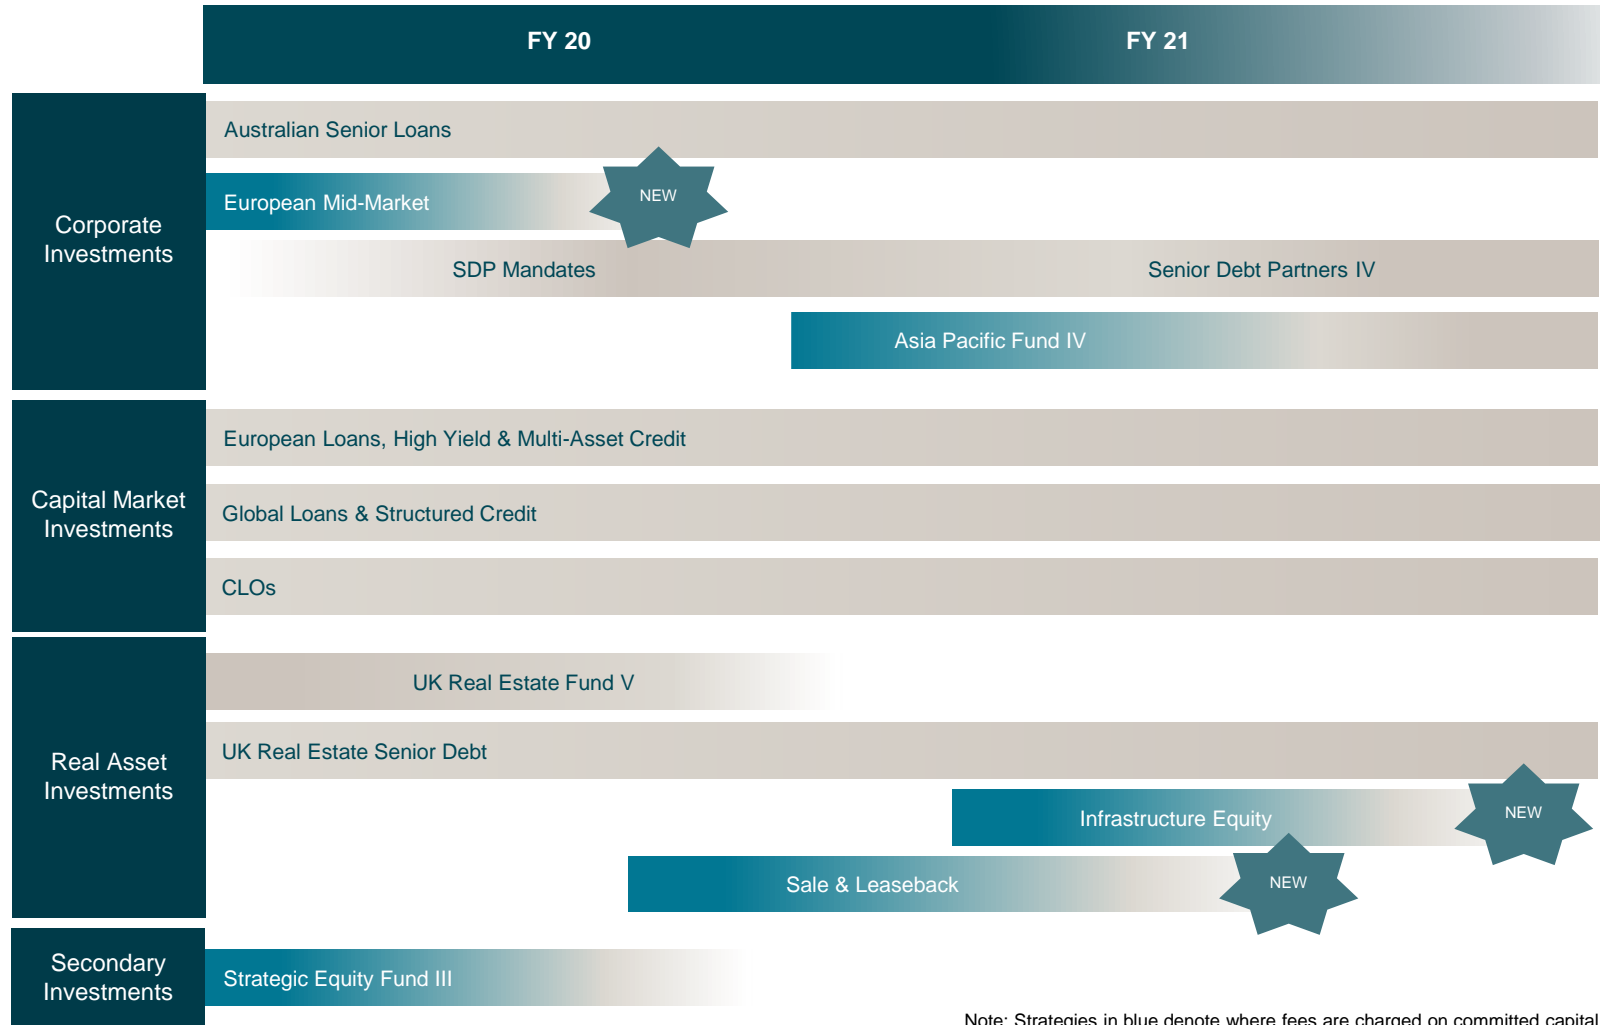 FY 20
FY 21
Corporate
Investments
Australian Senior Loans
European Mid-Market
NEW
SDP Mandates
Senior Debt Partners IV
Asia Pacific Fund IV
Capital Market
Investments
European Loans, High Yield & Multi-Asset Credit
Global Loans & Structured Credit
CLOs
Real Asset
Investments
UK Real Estate Fund V
UK Real Estate Senior Debt
Infrastructure Equity
NEW
Sale & Leaseback
NEW
Secondary
Investments
Strategic Equity Fund III
Note: Strategies in blue denote where fees are charged on committed capital